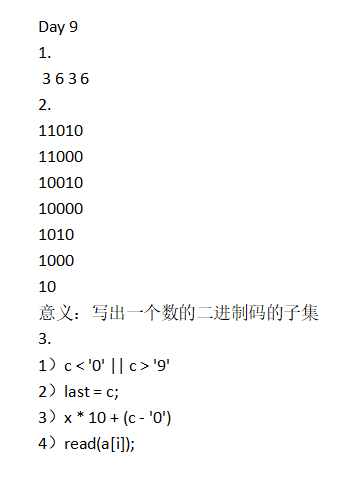 Day 9
1.
3 6 3 6
2.
11010
11000
10010
10000
1010
1000
10
意义：写出一个数的二进制码的子集
3.
1）c < '0' || c > '9'
2）last = c;
3）x * 10 + (c - '0')
4）read(a[i]);